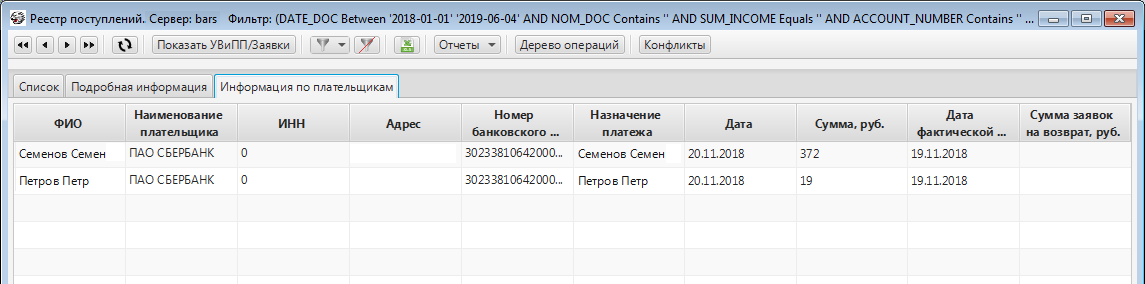 Реестр поступлений. Сервер: bars Фильтр: (DATE_DOC Between '2018-01-01' '2019-06-04' AND NOM_DOC Contains '' AND SUM_INCOME Equals '' AND ACCOUNT_NUMBER Contains '' ...
Показать УВиПП/Заявки Отчеты Дерево операций Конфликты
Список Подробная информация Информация по плательщикам
ФИО Наименование плательщика ИНН Адрес Номер банковского ... Назначение платежа Дата Сумма, руб. Дата фактической ... Сумма заявок на возврат, руб.
Семенов Семен ПАО СБЕРБАНК 0 30233810642000... Семенов Семен 20.11.2018 372 19.11.2018
Петров Петр ПАО СБЕРБАНК 0 30233810642000... Петров Петр 20.11.2018 19 19.11.2018